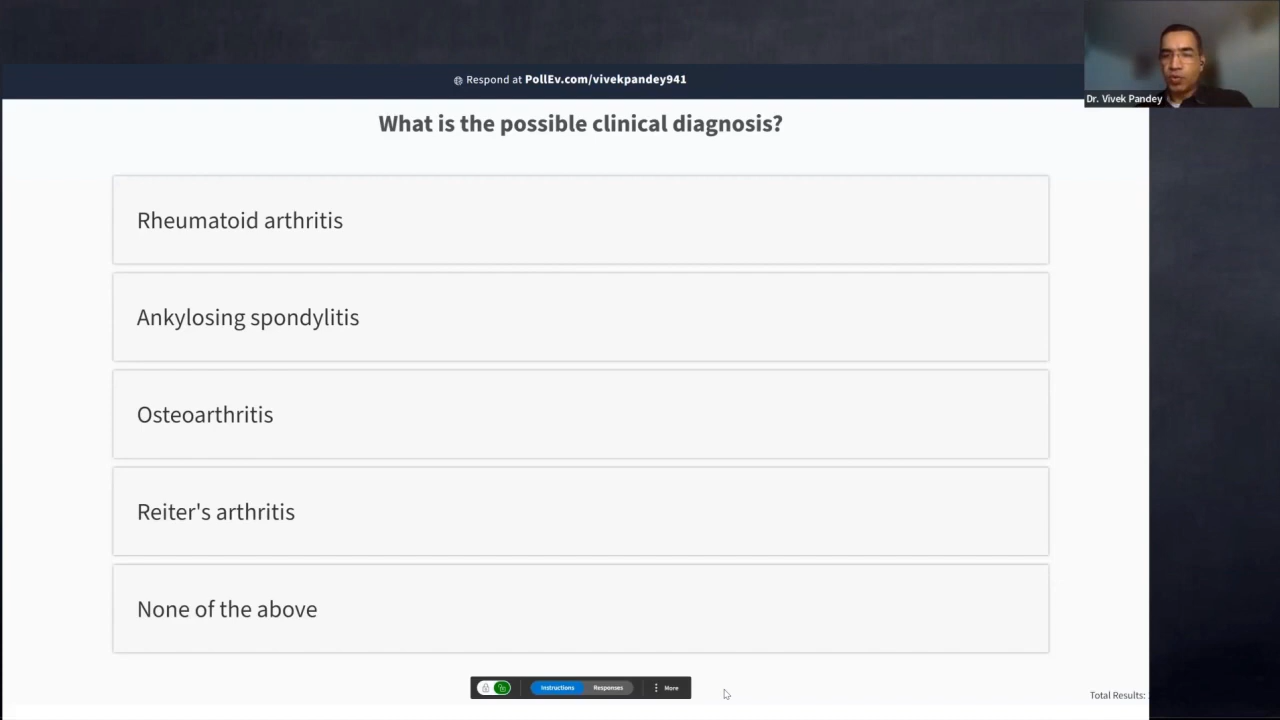 Respond at PollEv.com/vivekpandey941
Dr. Vivek Pandey
What is the possible clinical diagnosis?
Rheumatoid arthritis
Ankylosing spondylitis
Osteoarthritis
Reiter's arthritis
None of the above
Instructions
Responses
More
Total Results: